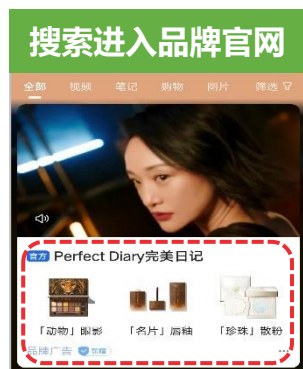 搜索进入品牌官网
全部 视频 笔记 购物 图片 筛选
官方 Perfect Diary完美日记
「动物」眼影 「名片」唇釉 「珍珠」散粉
品牌广告